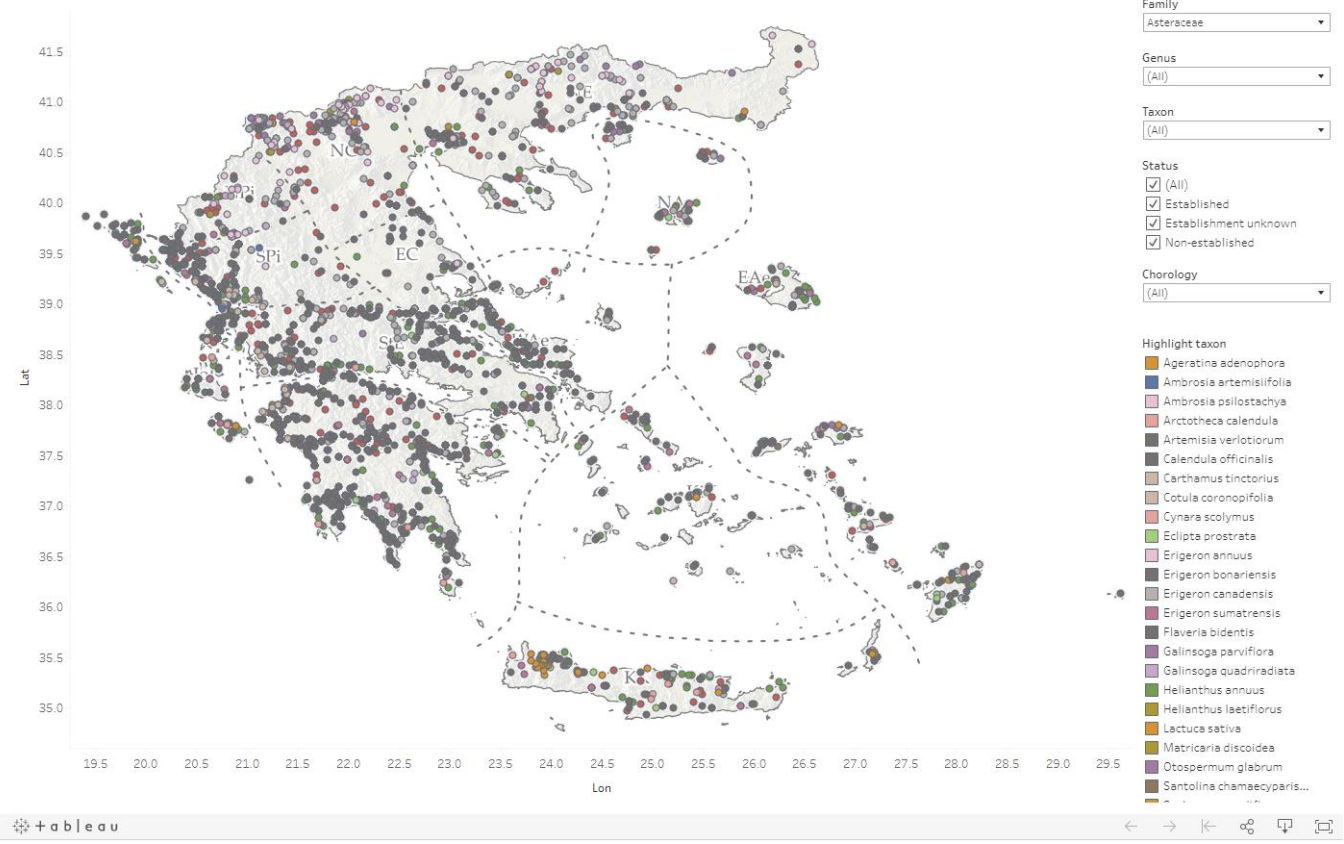 Family
Asteraceae
Genus
(All)
Taxon
(All)
Status
(All)
Established
Establishment unknown
Non-established
Chorology
(All)
Highlight taxon
Ageratina adenophora
Ambrosia artemisiifolia
Ambrosia psilostachya
Arctotheca calendula
Artemisia verlotiorum
Calendula officinalis
Carthamus tinctorius
Cotula coronopifolia
Cynara scolymus
Eclipta prostrata
Erigeron annuus
Erigeron bonariensis
Erigeron canadensis
Erigeron sumatrensis
Flaveria bidentis
Galinsoga parviflora
Galinsoga quadriradiata
Helianthus annuus
Helianthus laetiflorus
Lactuca sativa
Matricaria discoidea
Otospermum glabrum
Santolina chamaecyparis...
41.5
41.0
40.5
40.0
39.5
39.0
38.5
38.0
37.5
37.0
36.5
36.0
35.5
35.0
Lat
SPi
EC
EAe
19.5 20.0 20.5 21.0 21.5 22.0 22.5 23.0 23.5 24.0 24.5 25.0 25.5 26.0 26.5 27.0 27.5 28.0 28.5 29.0 29.5
Lon
+ableau